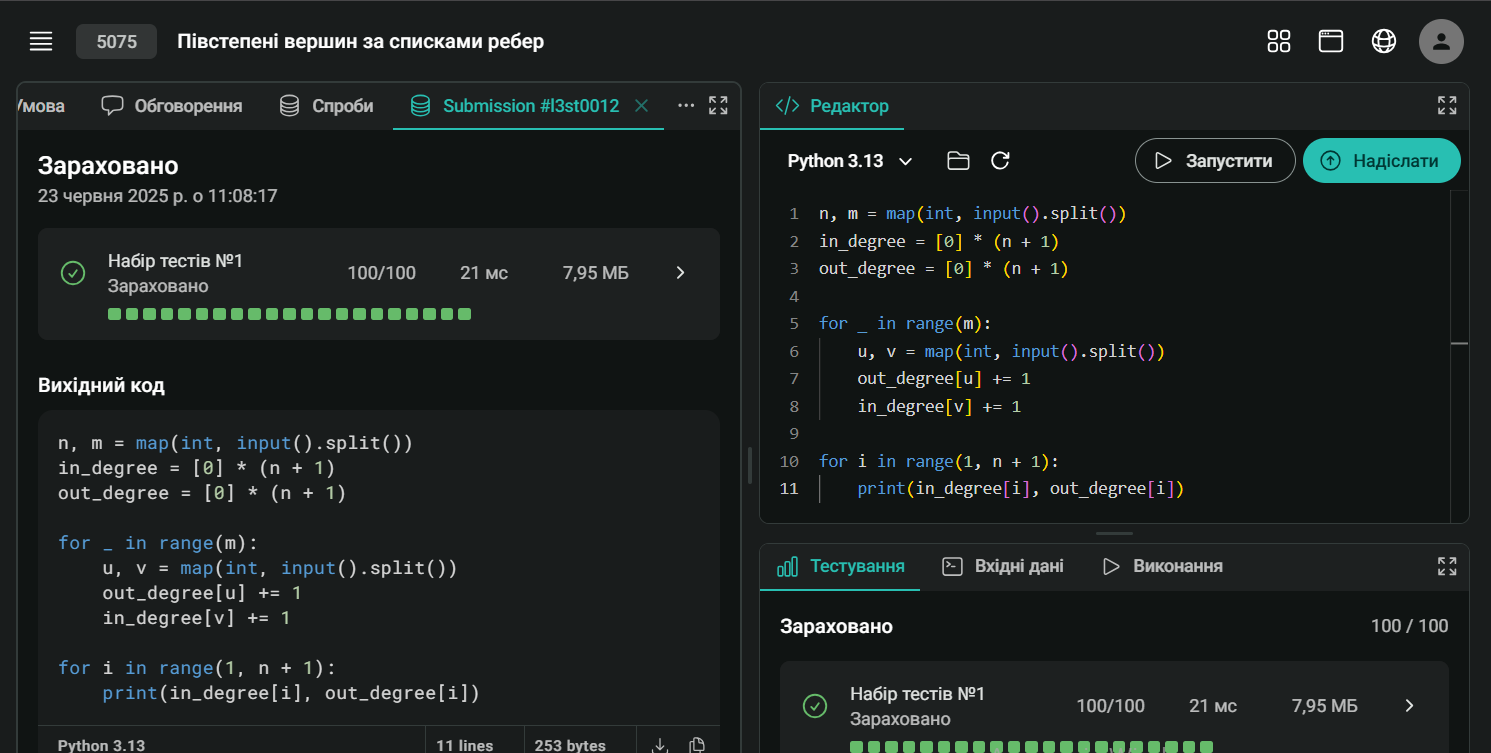 5075 Півстепені вершин за списками ребер
Умова Обговорення Спроби Submission #l3st0012
Зараховано
23 червня 2025 р. о 11:08:17
Набір тестів №1
Зараховано
100/100 21 мс 7,95 МБ
Вихідний код
n, m = map(int, input().split())
in_degree = [0] * (n + 1)
out_degree = [0] * (n + 1)
for _ in range(m):
    u, v = map(int, input().split())
    out_degree[u] += 1
    in_degree[v] += 1
for i in range(1, n + 1):
    print(in_degree[i], out_degree[i])
Python 3.13 11 lines 253 bytes
</> Редактор
Python 3.13 Запустити Надіслати
1 n, m = map(int, input().split())
2 in_degree = [0] * (n + 1)
3 out_degree = [0] * (n + 1)
4
5 for _ in range(m):
6     u, v = map(int, input().split())
7     out_degree[u] += 1
8     in_degree[v] += 1
9
10 for i in range(1, n + 1):
11     print(in_degree[i], out_degree[i])
Тестування Вхідні дані Виконання
Зараховано 100 / 100
Набір тестів №1
Зараховано
100/100 21 мс 7,95 МБ